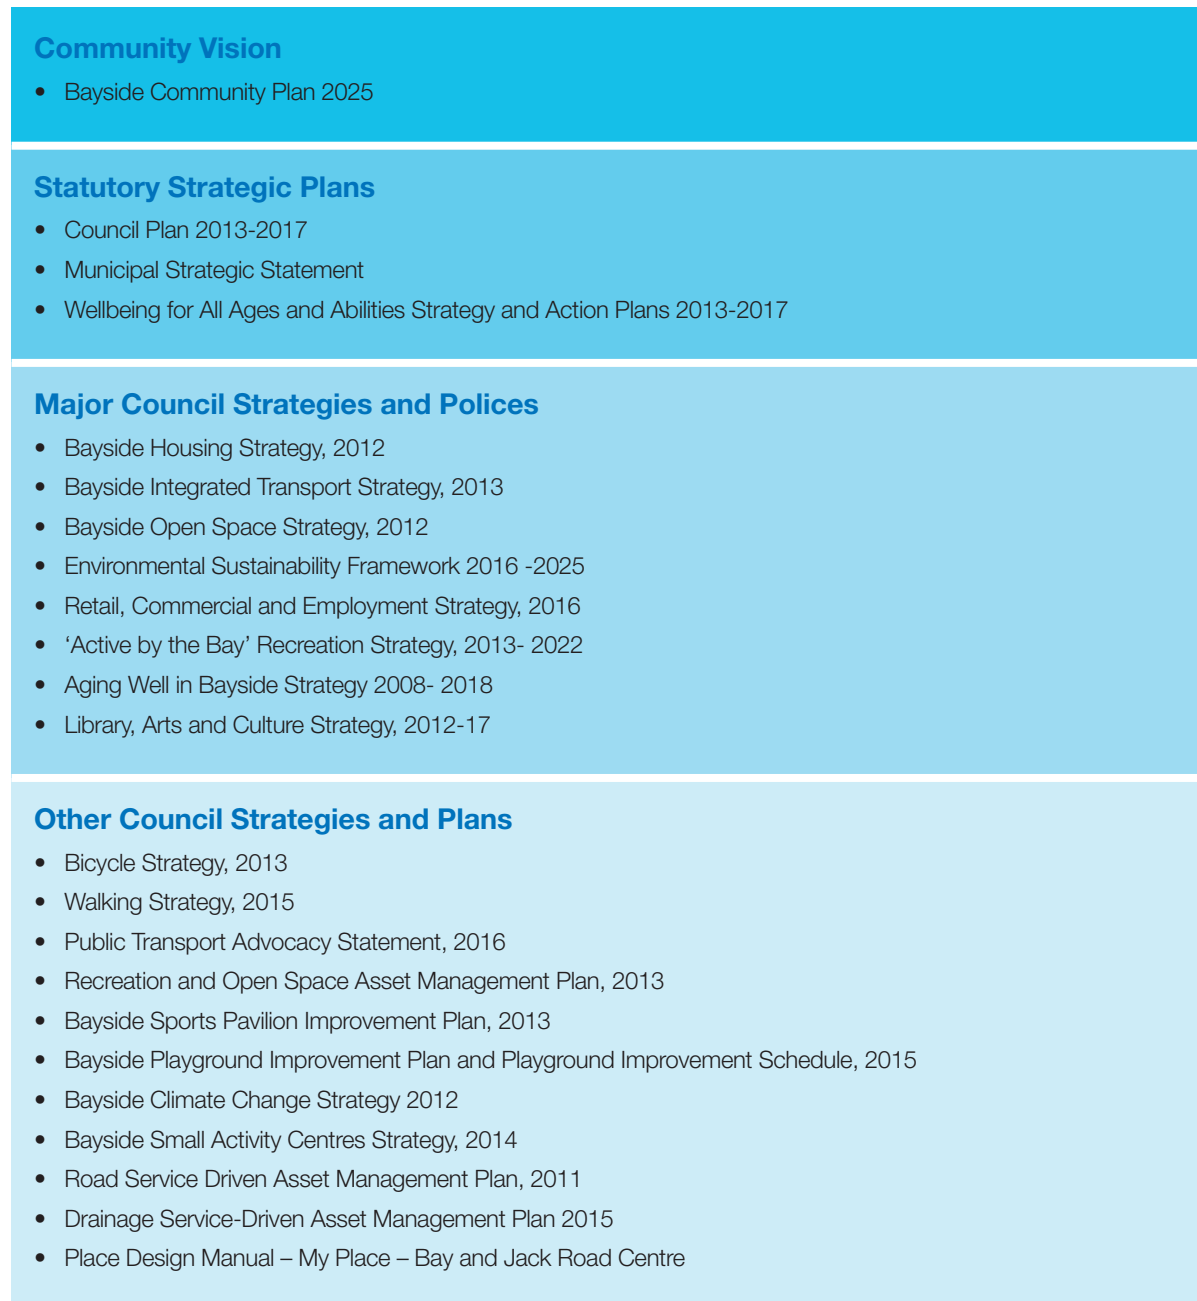 Community Vision
• Bayside Community Plan 2025
Statutory Strategic Plans
• Council Plan 2013-2017
• Municipal Strategic Statement
• Wellbeing for All Ages and Abilities Strategy and Action Plans 2013-2017
Major Council Strategies and Polices
• Bayside Housing Strategy, 2012
• Bayside Integrated Transport Strategy, 2013
• Bayside Open Space Strategy, 2012
• Environmental Sustainability Framework 2016 -2025
• Retail, Commercial and Employment Strategy, 2016
• ‘Active by the Bay’ Recreation Strategy, 2013- 2022
• Aging Well in Bayside Strategy 2008- 2018
• Library, Arts and Culture Strategy, 2012-17
Other Council Strategies and Plans
• Bicycle Strategy, 2013
• Walking Strategy, 2015
• Public Transport Advocacy Statement, 2016
• Recreation and Open Space Asset Management Plan, 2013
• Bayside Sports Pavilion Improvement Plan, 2013
• Bayside Playground Improvement Plan and Playground Improvement Schedule, 2015
• Bayside Climate Change Strategy 2012
• Bayside Small Activity Centres Strategy, 2014
• Road Service Driven Asset Management Plan, 2011
• Drainage Service-Driven Asset Management Plan 2015
• Place Design Manual – My Place – Bay and Jack Road Centre